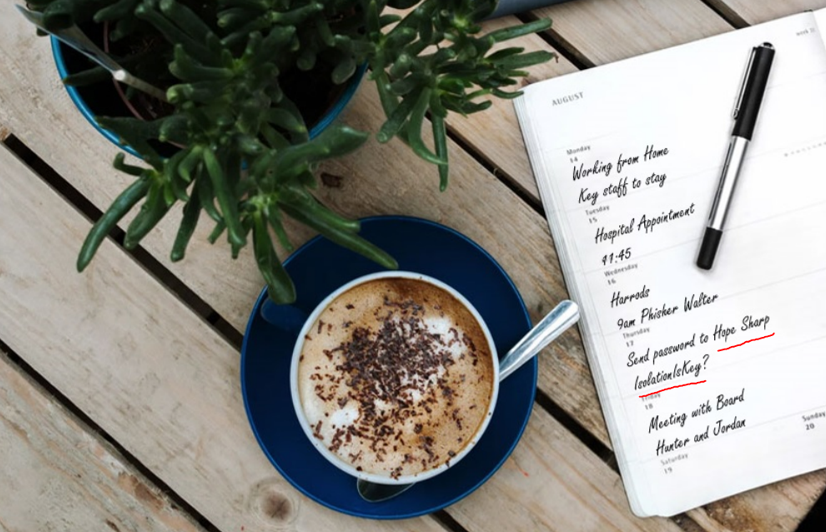 AUGUST
Monday
14
Working from Home
Key staff to stay
Tuesday
15
Hospital Appointment
11:45
Wednesday
16
Harrods
9am Phisher Walter
Thursday
17
Send password to Hope Sharp
IsolationIsKey?
Friday
18
Meeting with Board
Hunter and Jordan
Saturday
19
Sunday
20